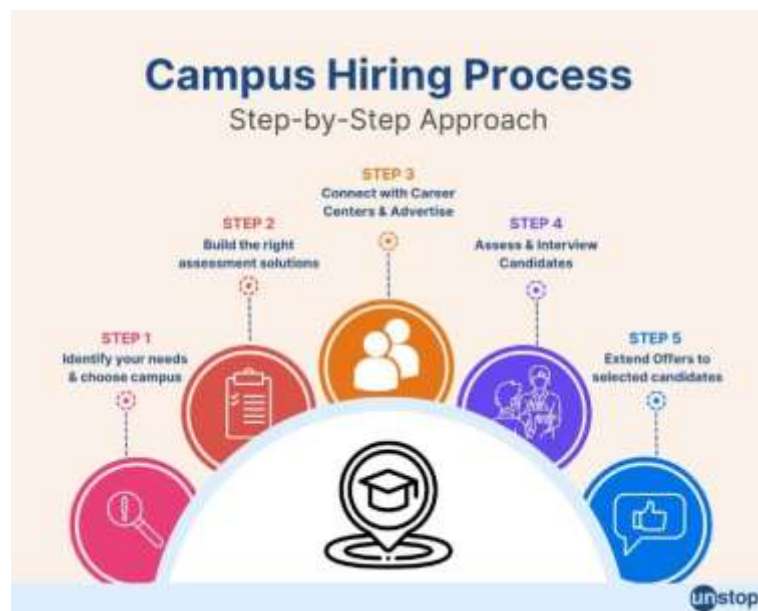 Campus Hiring Process
Step-by-Step Approach
STEP 1
Identify your needs
& choose campus
STEP 2
Build the right
assessment solutions
STEP 3
Connect with Career
Centers & Advertise
STEP 4
Assess & Interview
Candidates
STEP 5
Extend Offers to
selected candidates
unstop